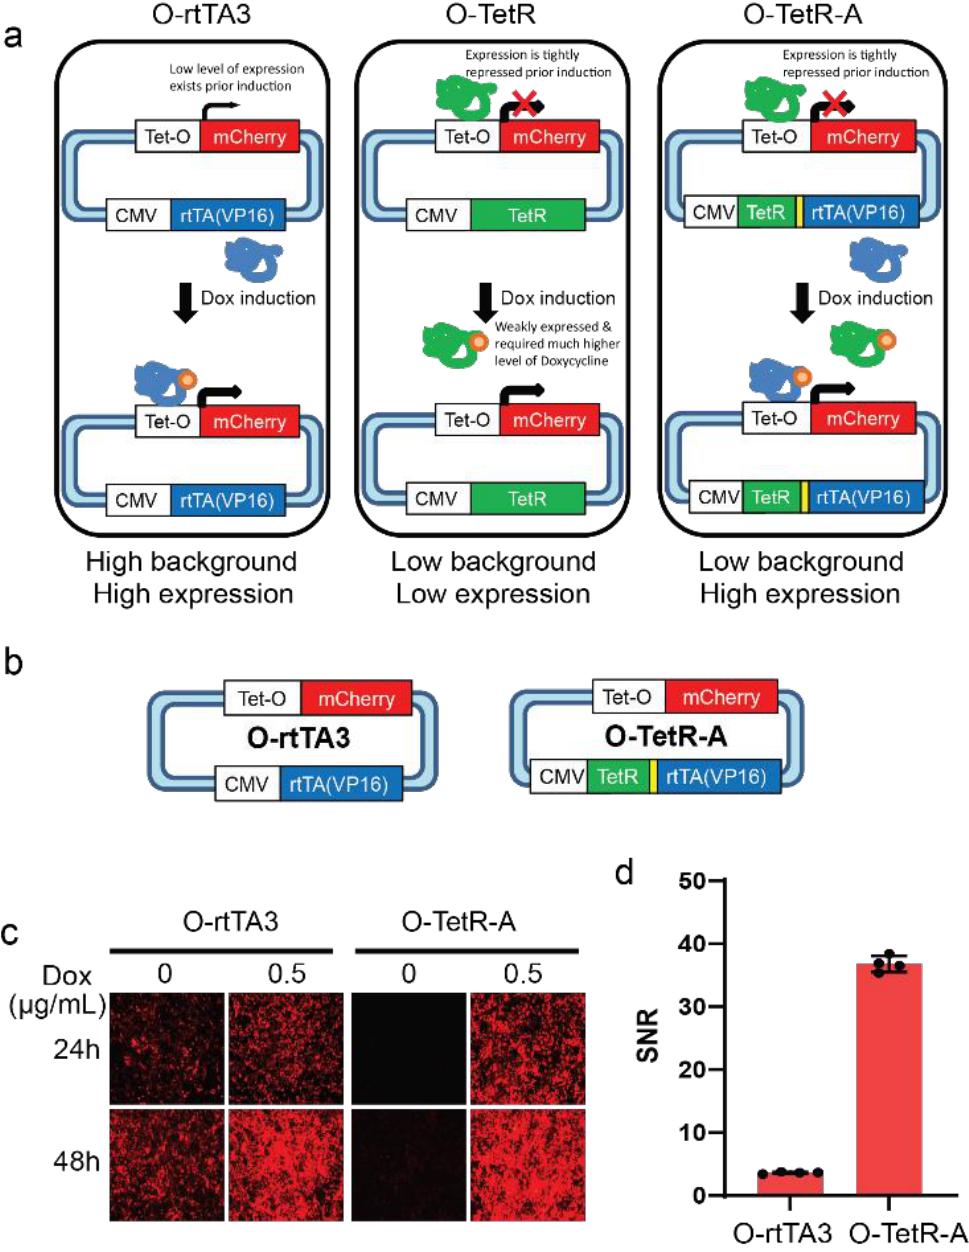 O-rtTA3 O-TetR O-TetR-A
a
Low level of expression
exists prior induction
Tet-O mCherry
CMV rtTA(VP16)
Dox induction
Tet-O mCherry
CMV rtTA(VP16)
High background
High expression
Expression is tightly
repressed prior induction
Tet-O mCherry
CMV TetR
Dox induction
Weakly expressed &
required much higher
level of Doxycycline
Tet-O mCherry
CMV TetR
Low background
Low expression
Expression is tightly
repressed prior induction
Tet-O mCherry
CMV TetR rtTA(VP16)
Dox induction
Tet-O mCherry
CMV TetR rtTA(VP16)
Low background
High expression
b
Tet-O mCherry
O-rtTA3
CMV rtTA(VP16)
Tet-O mCherry
O-TetR-A
CMV TetR rtTA(VP16)
c
O-rtTA3 O-TetR-A
Dox 0 0.5 0 0.5
(µg/mL)
24h
48h
d
50
40
30
20
10
0
SNR
O-rtTA3 O-TetR-A